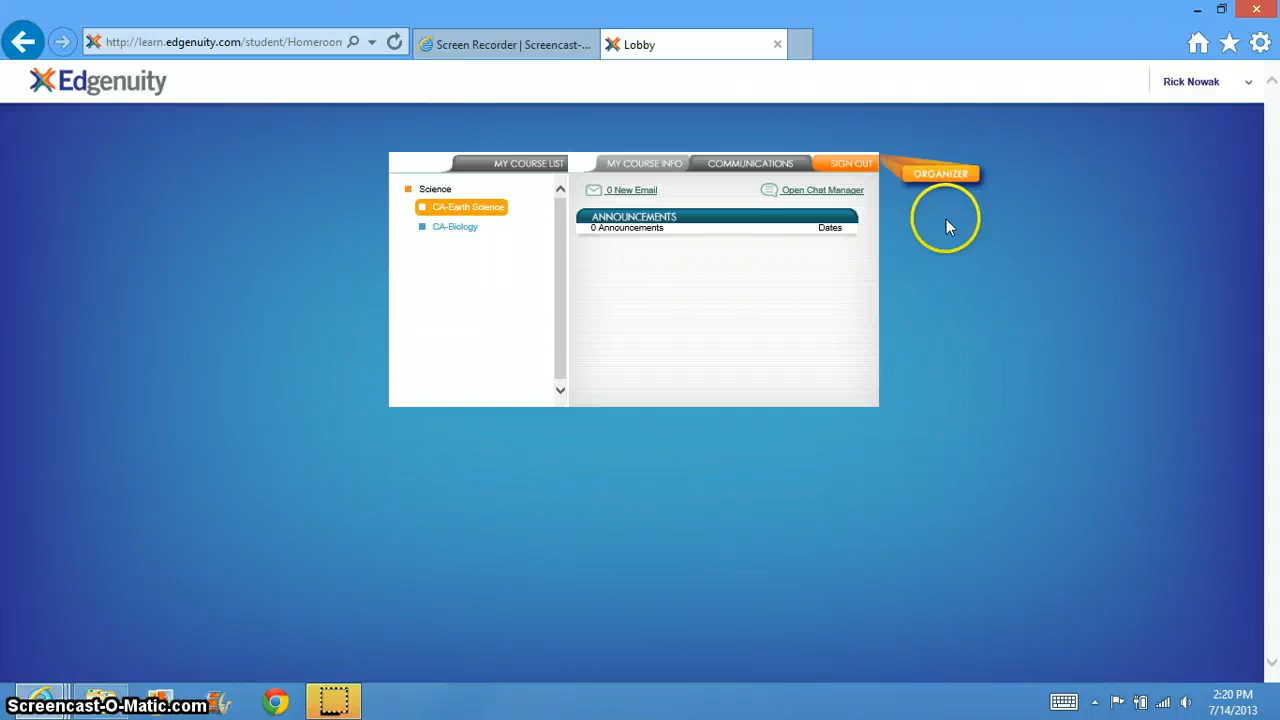 http://learn.edgenuity.com/student/Homeroon
Screen Recorder | Screencast-...
Lobby
Edgenuity
Rick Nowak
MY COURSE LIST
MY COURSE INFO
COMMUNICATIONS
SIGN OUT
ORGANIZER
Science
CA-Earth Science
CA-Biology
0 New Email
Open Chat Manager
ANNOUNCEMENTS
0 Announcements
Dates
Screencast-O-Matic.com
2:20 PM
7/14/2013